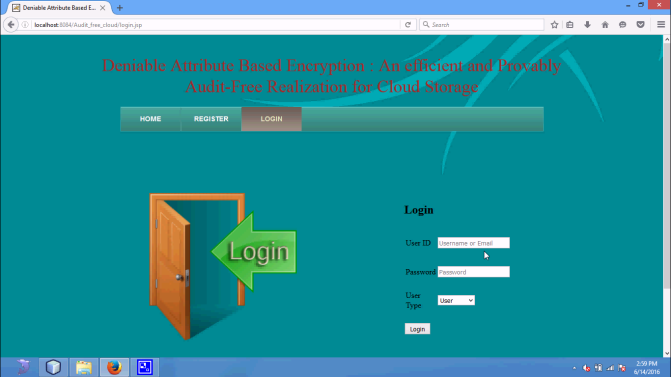 Deniable Attribute Based E...
localhost:8084/Audit_free_cloud/login.jsp
Search
Deniable Attribute Based Encryption : An efficient and Provably
Audit-Free Realization for Cloud Storage
HOME REGISTER LOGIN
Login
Login
User ID Username or Email
Password Password
User
Type
User
Login
2:59 PM
6/14/2016